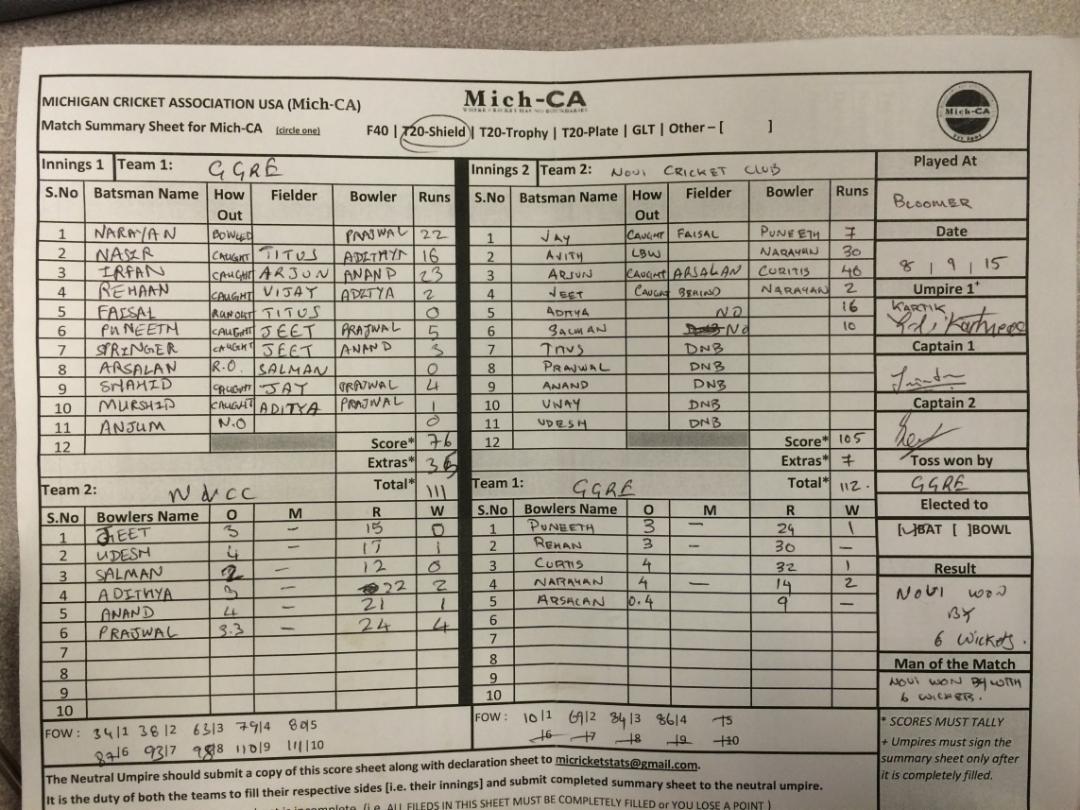 MICHIGAN CRICKET ASSOCIATION USA (Mich-CA)
Mich-CA
Match Summary Sheet for Mich-CA (circle one) F40 | T20-Shield | T20-Trophy | T20-Plate | GLT | Other – [ ]
Innings 1 Team 1: GGRE
S.No Batsman Name How Out Fielder Bowler Runs
1 NARAYAN BOWLED PRAJWAL 22
2 NASIR CAUGHT TITUS ADITHYA 16
3 IRFAN CAUGHT ARJUN ANAND 23
4 REHAAN CAUGHT VIJAY ADITYA 2
5 FAISAL RUNOUT TITUS 0
6 PUNEETH CAUGHT JEET PRAJWAL 5
7 SPRINGER CAUGHT JEET ANAND 3
8 ARSALAN R.O. SALMAN 0
9 SHAHID CAUGHT JAY PRAJWAL 4
10 MURSHID CAUGHT ADITYA PRAJWAL 1
11 ANJUM N.O 0
12 Score* 76
Extras* 35
Total* 111
Innings 2 Team 2: NOVI CRICKET CLUB
S.No Batsman Name How Out Fielder Bowler Runs
1 JAY CAUGHT FAISAL PUNEETH 7
2 AVITH LBW NARAYAN 30
3 ARJUN CAUGHT ARSALAN CURITIS 40
4 JEET CAUGHT BEHIND NARAYAN 2
5 ADITYA NO 16
6 SALMAN NO 10
7 TITUS DNB
8 PRAJWAL DNB
9 ANAND DNB
10 VIJAY DNB
11 UDESH DNB
12 Score* 105
Extras* 7
Total* 112.
Team 2: NVCC
S.No Bowlers Name O M R W
1 JEET 3 – 15 0
2 UDESH 4 – 17 1
3 SALMAN 2 – 12 0
4 ADITHYA 3 – 22 2
5 ANAND 4 – 21 1
6 PRAJWAL 3.3 – 24 4
7
8
9
10
FOW: 34/1 38/2 63/3 79/4 80/5
87/6 93/7 98/8 110/9 111/10
Team 1: GGRE
S.No Bowlers Name O M R W
1 PUNEETH 3 – 24 1
2 REHAN 3 – 30 –
3 CURTIS 4 32 1
4 NARAYAN 4 – 14 2
5 ARSALAN 0.4 9 –
6
7
8
9
10
FOW: 10/1 69/2 84/3 86/4 /5
/6 /7 /8 /9 /10
Played At
BLOOMER
Date
8 | 9 | 15
Umpire 1+
KARTIK
Captain 1
Captain 2
Toss won by
GGRE
Elected to
[✓]BAT [ ]BOWL
Result
NOVI WON
BY
6 WICKETS.
Man of the Match
NOVI WON BY WITH
6 WICKET.
* SCORES MUST TALLY
+ Umpires must sign the
summary sheet only after
it is completely filled.
The Neutral Umpire should submit a copy of this score sheet along with declaration sheet to micricketstats@gmail.com.
It is the duty of both the teams to fill their respective sides [i.e. their innings] and submit completed summary sheet to the neutral umpire.
(i.e. ALL FILEDS IN THIS SHEET MUST BE COMPLETELY FILLED or YOU LOSE A POINT )